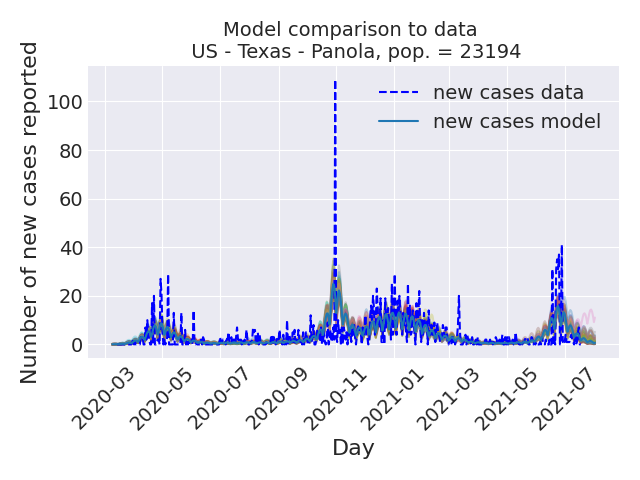 Model comparison to data
US - Texas - Panola, pop. = 23194
Number of new cases reported
100
80
60
40
20
0
new cases data
new cases model
2020-03
2020-05
2020-07
2020-09
2020-11
2021-01
2021-03
2021-05
2021-07
Day